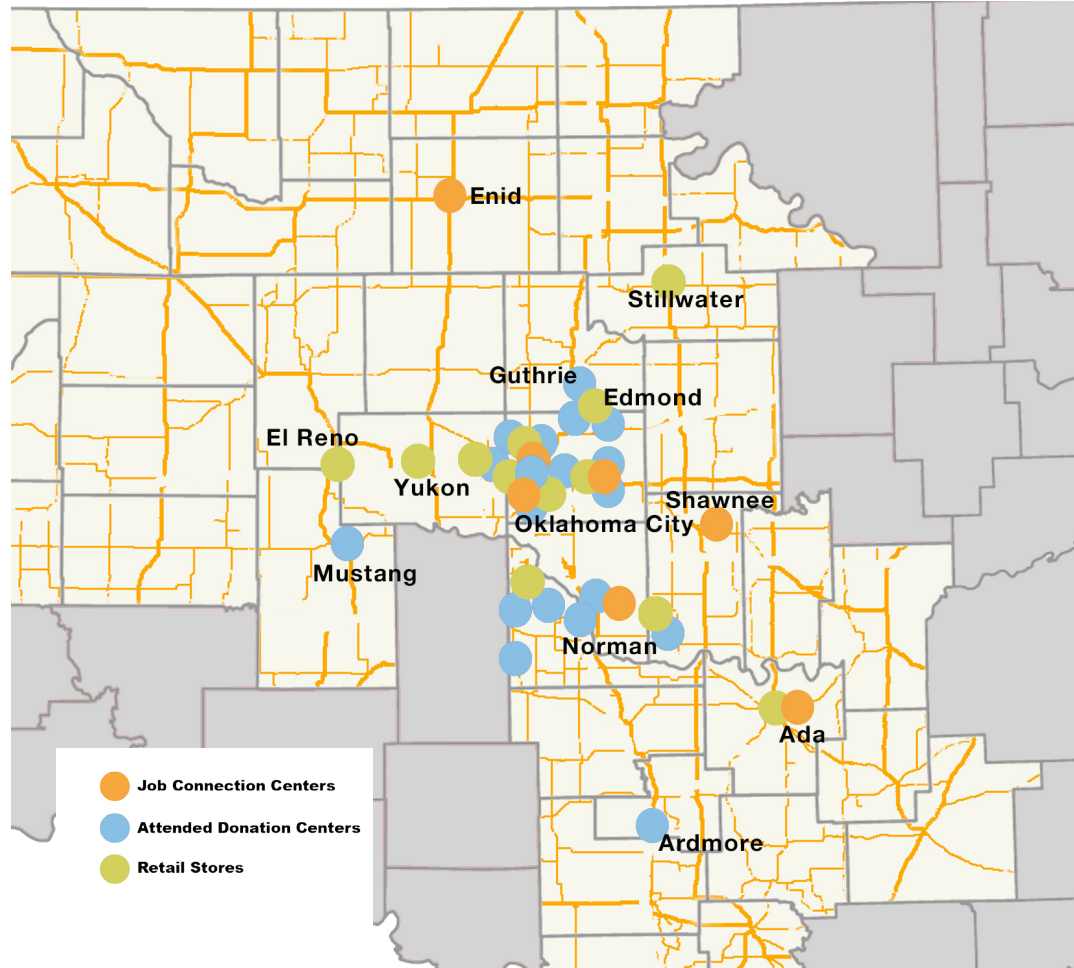 Enid
Stillwater
Guthrie
Edmond
El Reno
Yukon
Shawnee
Oklahoma City
Mustang
Norman
Ada
Ardmore
Job Connection Centers
Attended Donation Centers
Retail Stores